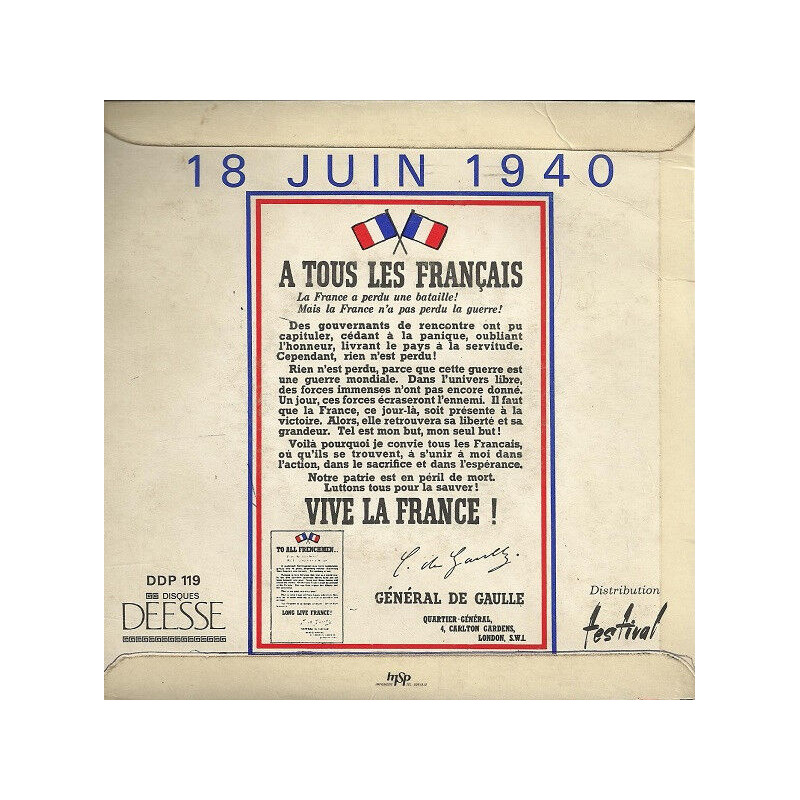 18 JUIN 1940
A TOUS LES FRANÇAIS
La France a perdu une bataille!
Mais la France n'a pas perdu la guerre!
Des gouvernants de rencontre ont pu
capituler, cédant à la panique, oubliant
l'honneur, livrant le pays à la servitude.
Cependant, rien n'est perdu!
Rien n'est perdu, parce que cette guerre est
une guerre mondiale. Dans l'univers libre,
des forces immenses n'ont pas encore donné.
Un jour, ces forces écraseront l'ennemi. Il faut
que la France, ce jour-là, soit présente à la
victoire. Alors, elle retrouvera sa liberté et sa
grandeur. Tel est mon but, mon seul but!
Voilà pourquoi je convie tous les Francais,
où qu'ils se trouvent, à s'unir à moi dans
l'action, dans le sacrifice et dans l'espérance.
Notre patrie est en péril de mort.
Luttons tous pour la sauver!
VIVE LA FRANCE !
TO ALL FRENCHMEN...
LONG LIVE FRANCE!
C. de Gaulle.
GÉNÉRAL DE GAULLE
QUARTIER-GÉNÉRAL,
4, CARLTON GARDENS,
LONDON, S.W.1.
DDP 119
DISQUES
DEESSE
Distribution
festival
msp